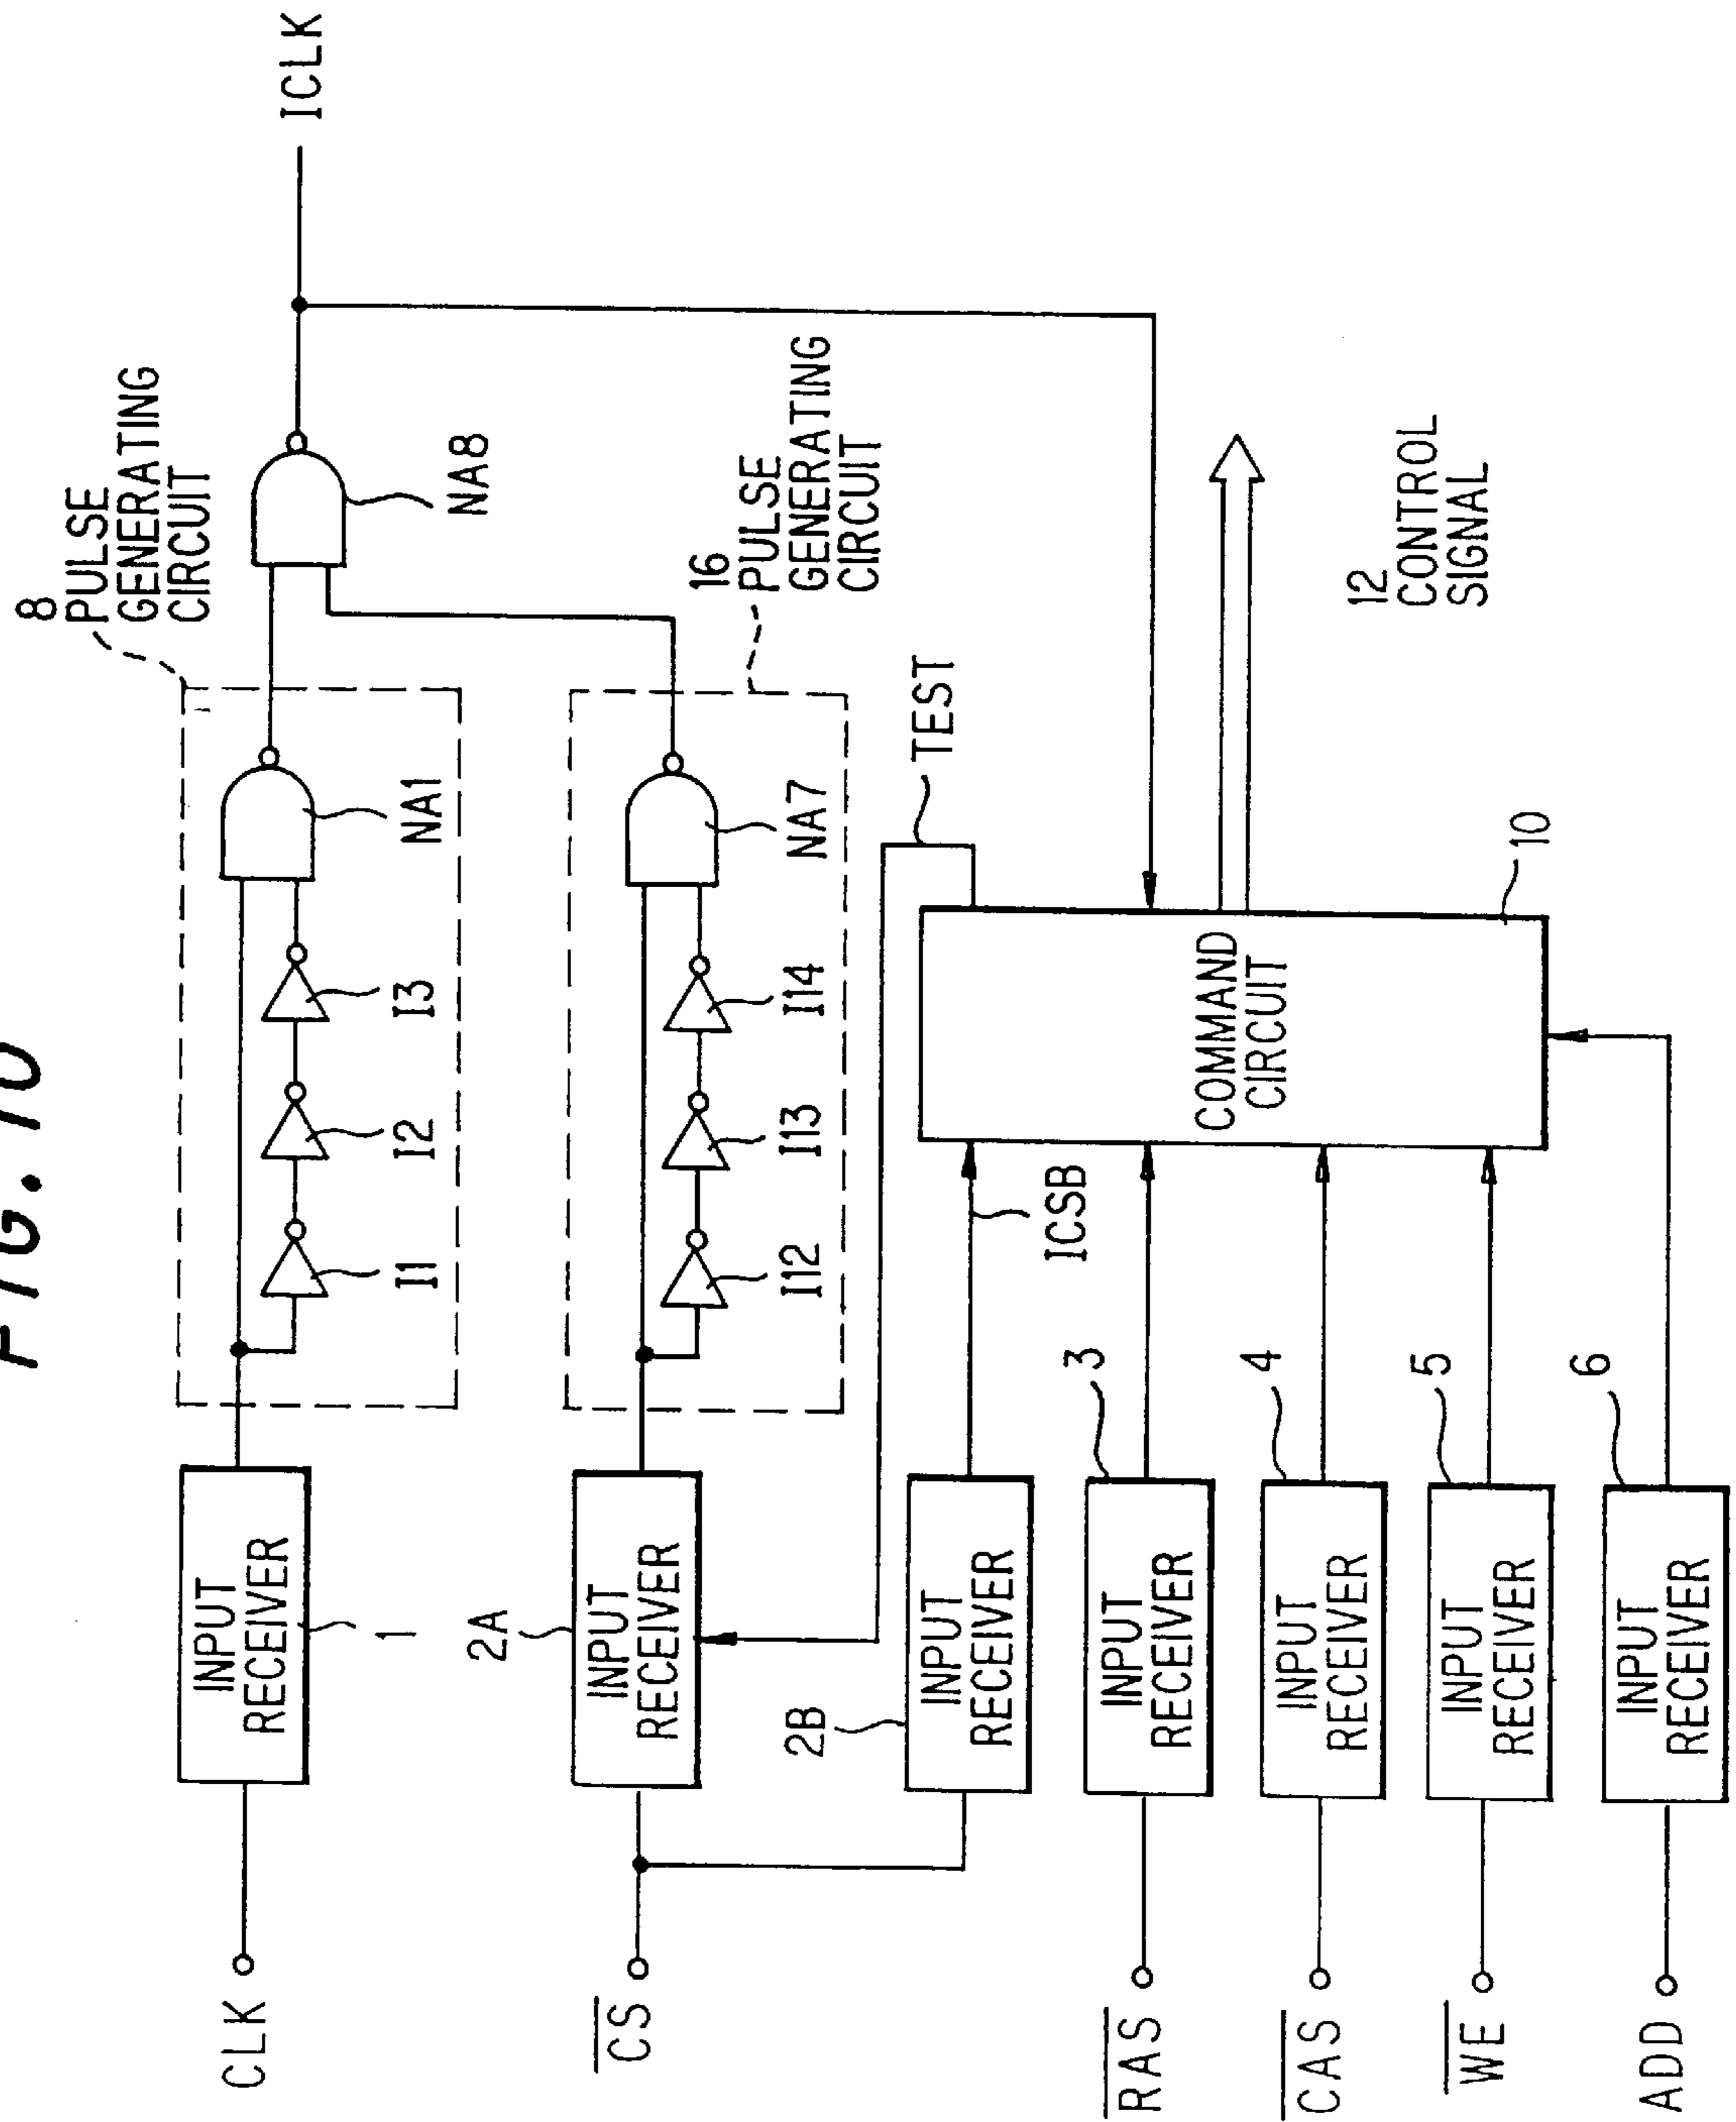 FIG. 10
CLK
INPUT
RECEIVER
1
8
PULSE
GENERATING
CIRCUIT
I1
I2
I3
NA1
NA8
ICLK
CS
2A
INPUT
RECEIVER
16
PULSE
GENERATING
CIRCUIT
I12
I13
I14
NA7
TEST
2B
INPUT
RECEIVER
ICSB
RAS
INPUT
RECEIVER
3
CAS
INPUT
RECEIVER
4
WE
INPUT
RECEIVER
5
ADD
INPUT
RECEIVER
6
COMMAND
CIRCUIT
10
12
CONTROL
SIGNAL